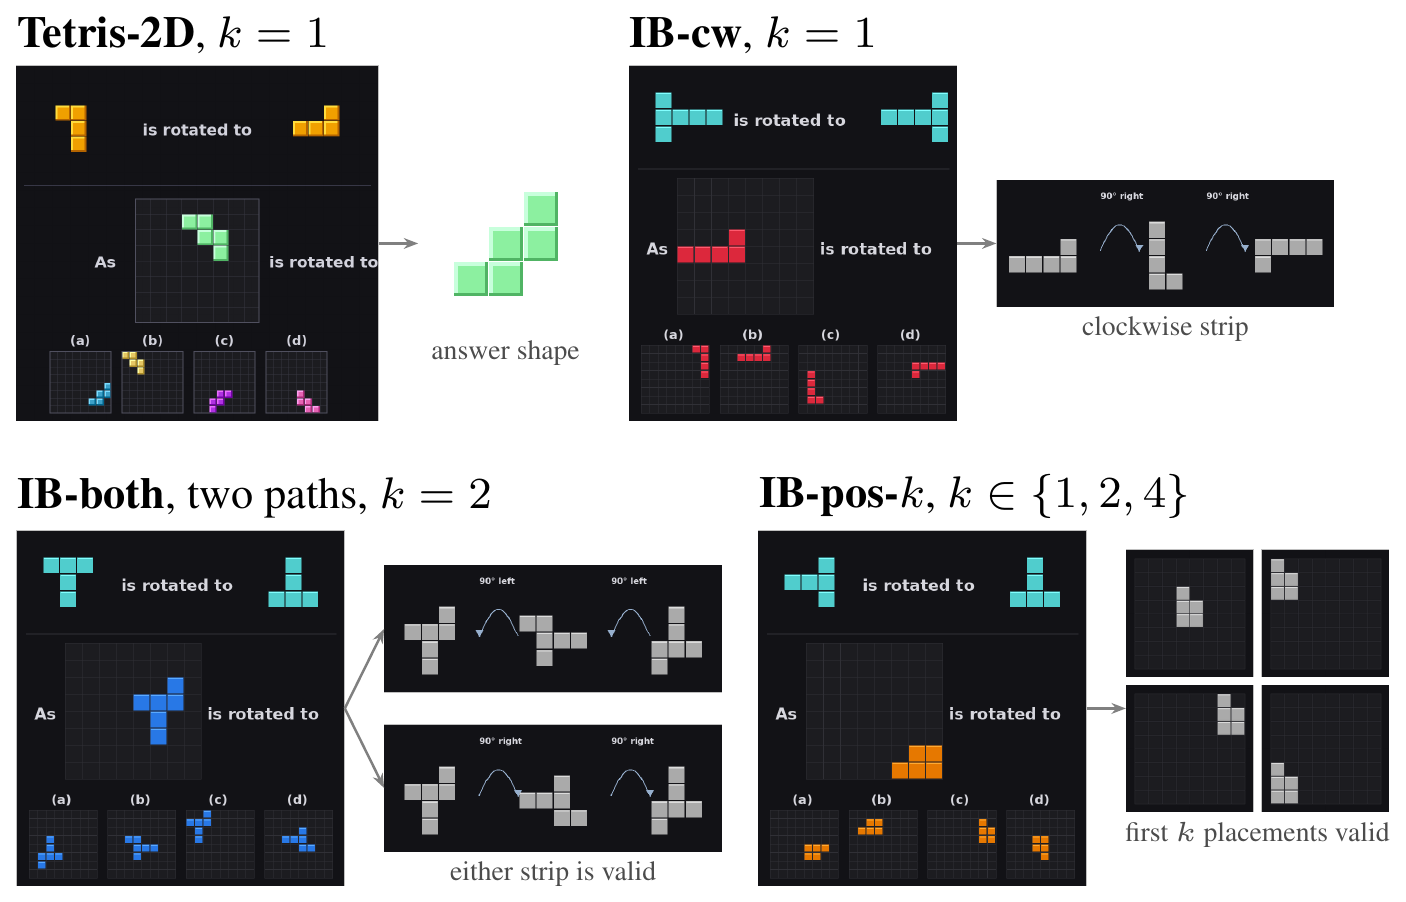 Tetris-2D, k = 1
is rotated to
As
is rotated to
(a) (b) (c) (d)
answer shape
IB-cw, k = 1
is rotated to
As
is rotated to
(a) (b) (c) (d)
90° right 90° right
clockwise strip
IB-both, two paths, k = 2
is rotated to
As
is rotated to
(a) (b) (c) (d)
90° left 90° left
90° right 90° right
either strip is valid
IB-pos-k, k ∈ {1, 2, 4}
is rotated to
As
is rotated to
(a) (b) (c) (d)
first k placements valid